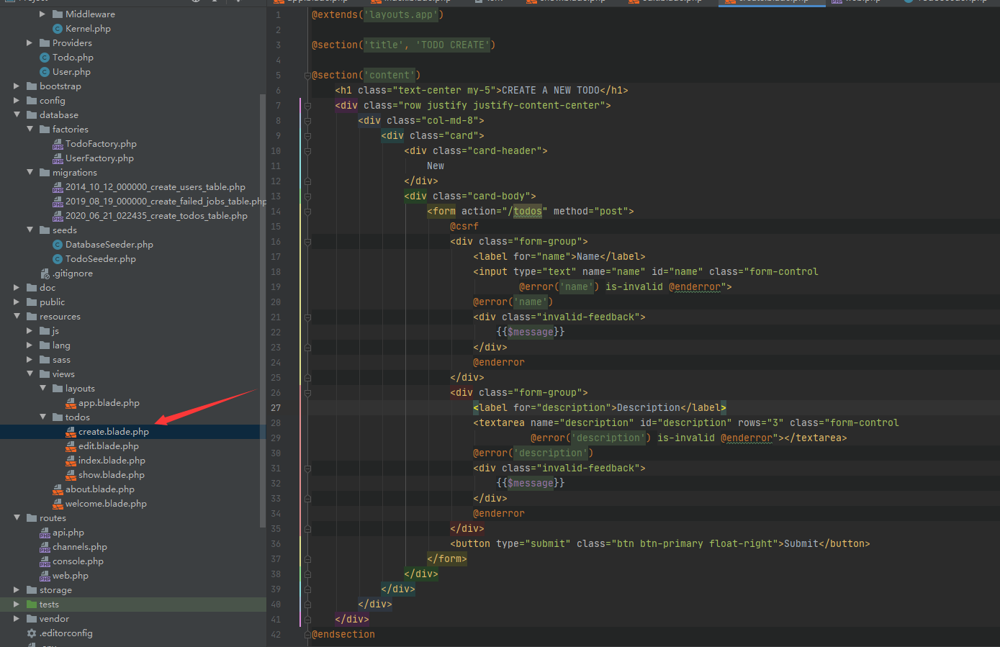 Project
Middleware
Kernel.php
Providers
Todo.php
User.php
bootstrap
config
database
factories
TodoFactory.php
UserFactory.php
migrations
2014_10_12_000000_create_users_table.php
2019_08_19_000000_create_failed_jobs_table.php
2020_06_21_022435_create_todos_table.php
seeds
DatabaseSeeder.php
TodoSeeder.php
.gitignore
doc
public
resources
js
lang
sass
views
layouts
app.blade.php
todos
create.blade.php
edit.blade.php
index.blade.php
show.blade.php
about.blade.php
welcome.blade.php
routes
api.php
channels.php
console.php
web.php
storage
tests
vendor
.editorconfig
1 @extends('layouts.app')
2
3 @section('title', 'TODO CREATE')
4
5 @section('content')
6 <h1 class="text-center my-5">CREATE A NEW TODO</h1>
7 <div class="row justify justify-content-center">
8 <div class="col-md-8">
9 <div class="card">
10 <div class="card-header">
11 New
12 </div>
13 <div class="card-body">
14 <form action="/todos" method="post">
15 @csrf
16 <div class="form-group">
17 <label for="name">Name</label>
18 <input type="text" name="name" id="name" class="form-control
19 @error('name') is-invalid @enderror">
20 @error('name')
21 <div class="invalid-feedback">
22 {{$message}}
23 </div>
24 @enderror
25 </div>
26 <div class="form-group">
27 <label for="description">Description</label>
28 <textarea name="description" id="description" rows="3" class="form-control
29 @error('description') is-invalid @enderror"></textarea>
30 @error('description')
31 <div class="invalid-feedback">
32 {{$message}}
33 </div>
34 @enderror
35 </div>
36 <button type="submit" class="btn btn-primary float-right">Submit</button>
37 </form>
38 </div>
39 </div>
40 </div>
41 </div>
42 @endsection